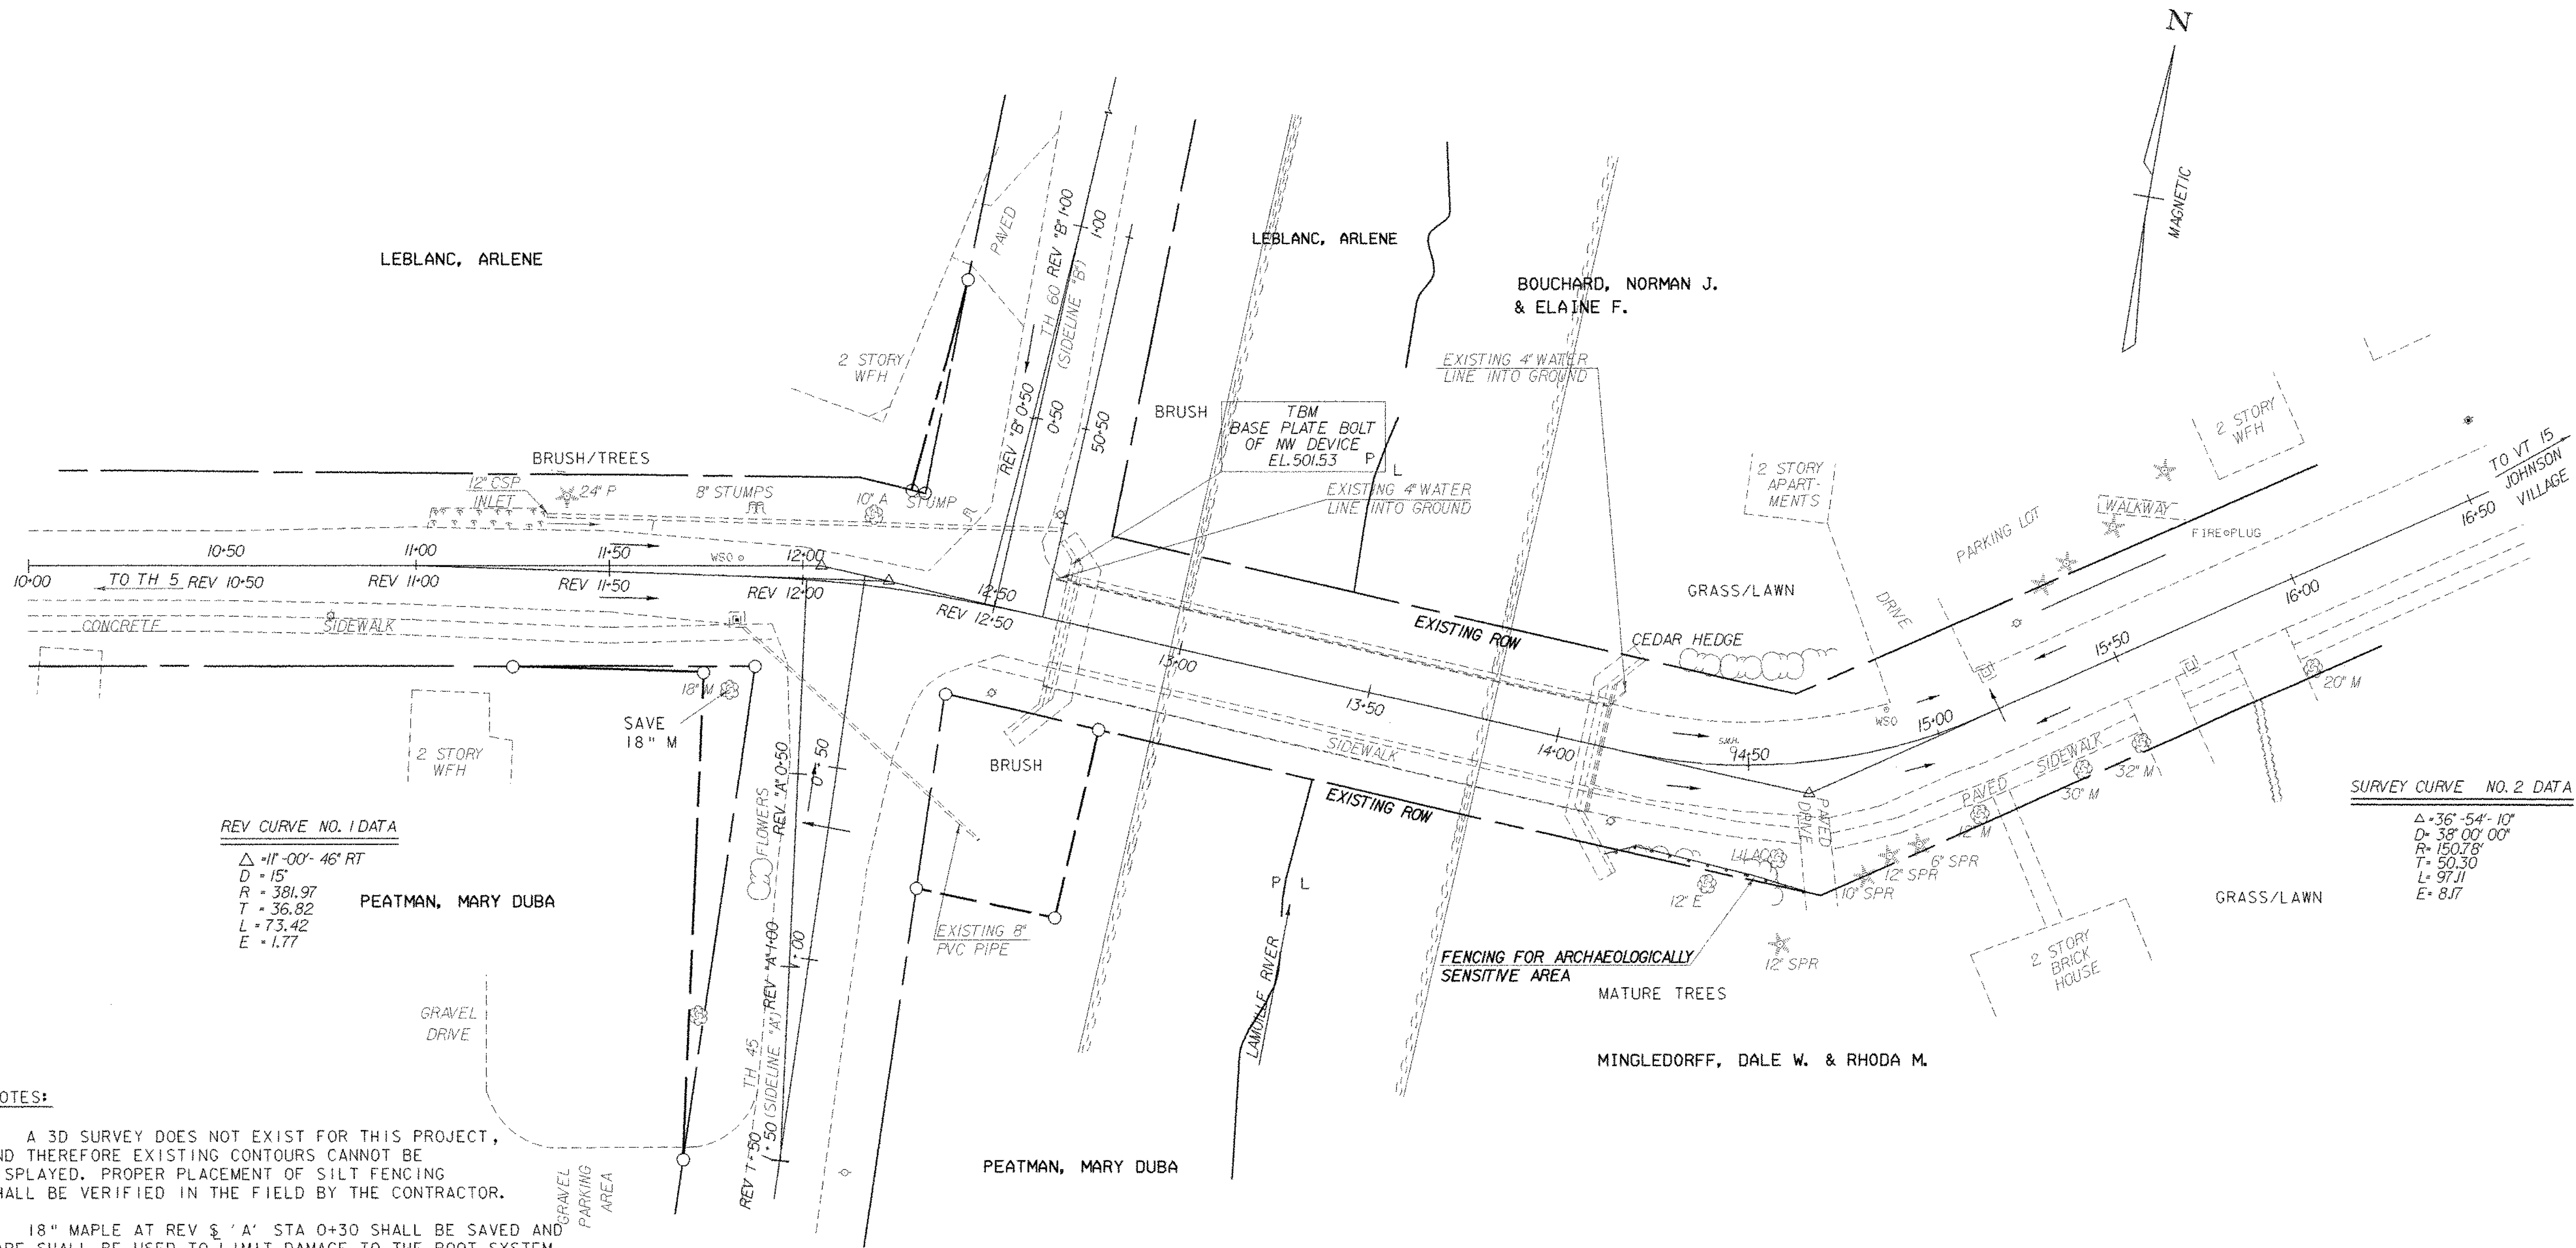 N
MAGNETIC
LEBLANC, ARLENE
LEBLANC, ARLENE
BOUCHARD, NORMAN J.
& ELAINE F.
PAVED
TH 60 REV "B" 1+00
1+00
(SIDELINE "B")
REV "B" 0+50
0+50
50+50
2 STORY
WFH
EXISTING 4" WATER
LINE INTO GROUND
BRUSH
TBM
BASE PLATE BOLT
OF NW DEVICE
EL.501.53
P L
EXISTING 4" WATER
LINE INTO GROUND
2 STORY
APART-
MENTS
2 STORY
WFH
TO VT 15
JOHNSON
VILLAGE
BRUSH/TREES
12" CSP
INLET
24" P
8" STUMPS
10" A
STUMP
PARKING LOT
WALKWAY
FIRE PLUG
16+50
10+00
10+50
11+00
11+50
WSO
12+00
12+50
TO TH 5
REV 10+50
REV 11+00
REV 11+50
REV 12+00
REV 12+50
GRASS/LAWN
DRIVE
16+00
CONCRETE
SIDEWALK
EXISTING ROW
CEDAR HEDGE
15+50
13+00
13+50
14+00
S.M.H.
94+50
WSO
15+00
18" M
SAVE
18" M
2 STORY
WFH
BRUSH
SIDEWALK
EXISTING ROW
PAVED
DRIVE
PAVED
SIDEWALK
20" M
32" M
30" M
12" M
6" SPR
12" SPR
10" SPR
LILAC
12" E
12" SPR
SURVEY CURVE NO. 2 DATA
Δ=36°-54'-10"
D= 38°00'00"
R= 150.78'
T= 50.30
L= 97.11
E= 8.17
GRASS/LAWN
REV CURVE NO. 1 DATA
Δ =11°-00'-46" RT
D = 15°
R = 381.97
T = 36.82
L = 73.42
E = 1.77
PEATMAN, MARY DUBA
FLOWERS
REV "A" 0+50
0+50
REV "A" 1+00
1+00
(SIDELINE "A")
TH 45
REV 1+50
1+50
EXISTING 8"
PVC PIPE
P L
LAMOILLE RIVER
FENCING FOR ARCHAEOLOGICALLY
SENSITIVE AREA
MATURE TREES
2 STORY
BRICK
HOUSE
MINGLEDORFF, DALE W. & RHODA M.
GRAVEL
DRIVE
GRAVEL
PARKING
AREA
PEATMAN, MARY DUBA
OTES:
A 3D SURVEY DOES NOT EXIST FOR THIS PROJECT,
ND THEREFORE EXISTING CONTOURS CANNOT BE
SPLAYED. PROPER PLACEMENT OF SILT FENCING
HALL BE VERIFIED IN THE FIELD BY THE CONTRACTOR.
18" MAPLE AT REV ℄ 'A' STA 0+30 SHALL BE SAVED AND
ARE SHALL BE USED TO LIMIT DAMAGE TO THE ROOT SYSTEM